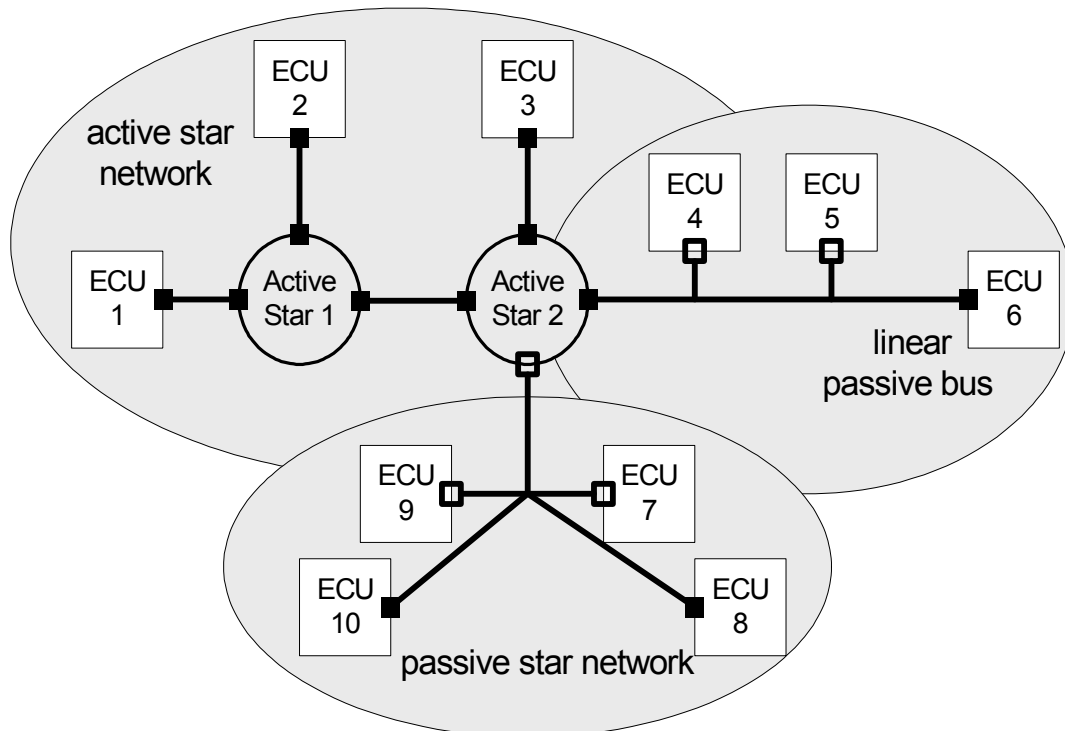 ECU
2
ECU
3
active star
network
ECU
4
ECU
5
ECU
1
Active
Star 1
Active
Star 2
ECU
6
linear
passive bus
ECU
9
ECU
7
ECU
10
ECU
8
passive star network